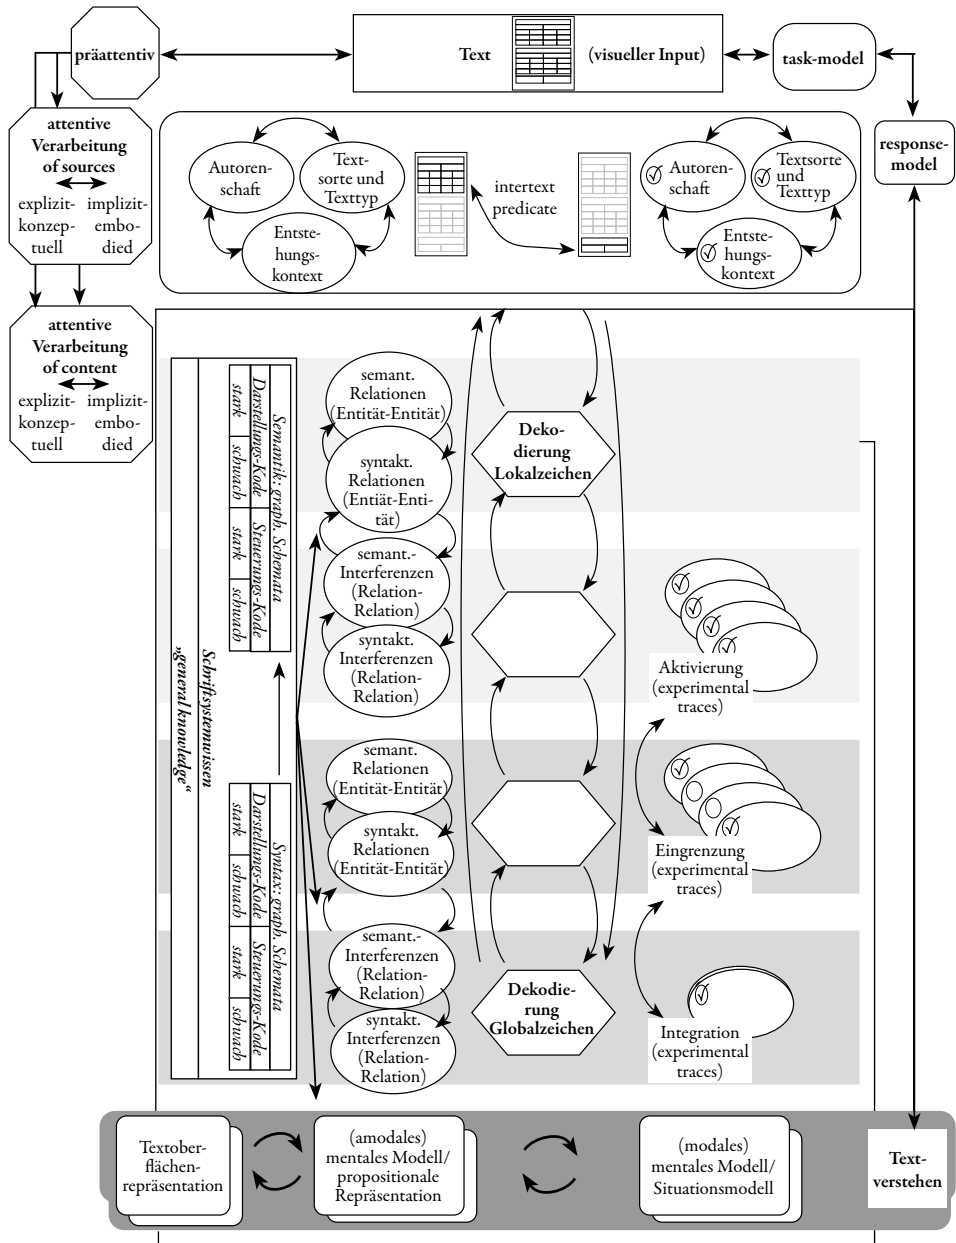 präattentiv
Text
(visueller Input)
task-model
response-
model
attentive
Verarbeitung
of sources
explizit-
konzep-
tuell
implizit-
embo-
died
Autoren-
schaft
Text-
sorte und
Texttyp
Entste-
hungs-
kontext
intertext
predicate
Autoren-
schaft
Textsorte
und
Texttyp
Entste-
hungs-
kontext
attentive
Verarbeitung
of content
explizit-
konzep-
tuell
implizit-
embo-
died
„general knowledge“
Schriftsystemwissen
Semantik: graph. Schemata
Darstellungs-Kode
Steuerungs-Kode
stark
schwach
stark
schwach
Syntax: graph. Schemata
Darstellungs-Kode
Steuerungs-Kode
stark
schwach
stark
schwach
semant.
Relationen
(Entität-Entität)
syntakt.
Relationen
(Entiät-Enti-
tät)
semant.-
Interferenzen
(Relation-
Relation)
syntakt.
Interferenzen
(Relation-
Relation)
semant.
Relationen
(Entität-Entität)
syntakt.
Relationen
(Entität-Entität)
semant.-
Interferenzen
(Relation-
Relation)
syntakt.
Interferenzen
(Relation-
Relation)
Deko-
dierung
Lokalzeichen
Dekodie-
rung
Globalzeichen
Aktivierung
(experimental
traces)
Eingrenzung
(experimental
traces)
Integration
(experimental
traces)
Textober-
flächen-
repräsentation
(amodales)
mentales Modell/
propositionale
Repräsentation
(modales)
mentales Modell/
Situationsmodell
Text-
verstehen